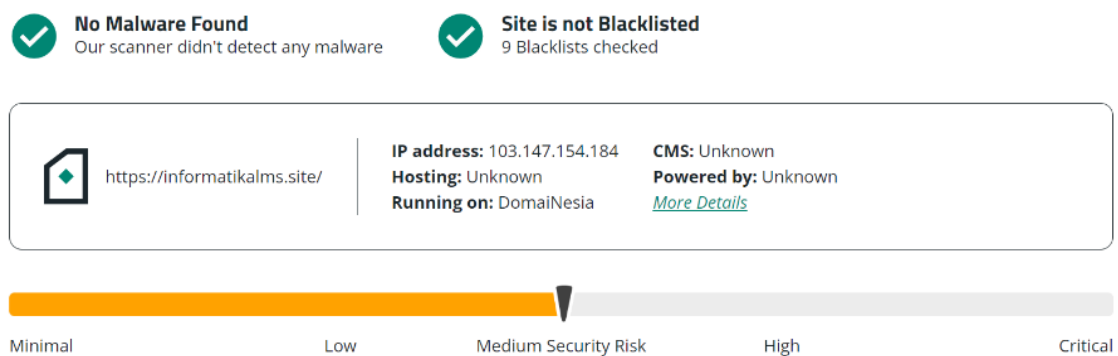 No Malware Found
Our scanner didn't detect any malware
Site is not Blacklisted
9 Blacklists checked
https://informatikalms.site/
IP address: 103.147.154.184
Hosting: Unknown
Running on: DomaiNesia
CMS: Unknown
Powered by: Unknown
More Details
Minimal
Low
Medium Security Risk
High
Critical